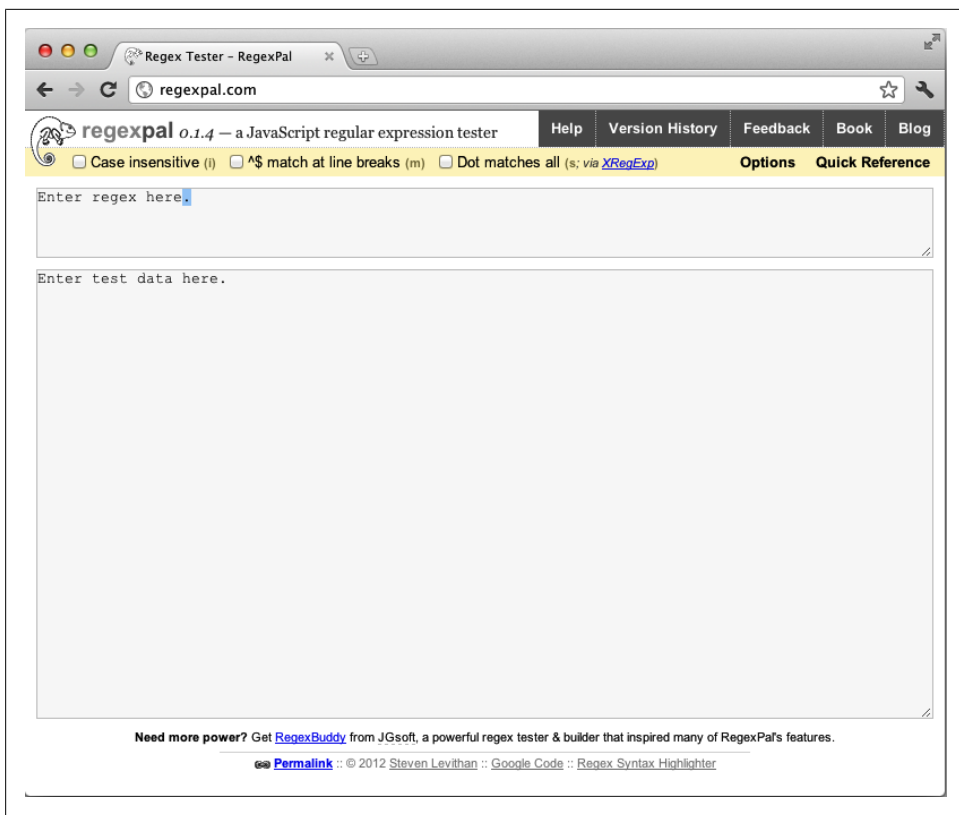 Regex Tester – RegexPal
regexpal.com
regexpal 0.1.4 — a JavaScript regular expression tester Help Version History Feedback Book Blog
Case insensitive (i) ^$ match at line breaks (m) Dot matches all (s; via XRegExp) Options Quick Reference
Enter regex here.
Enter test data here.
Need more power? Get RegexBuddy from JGsoft, a powerful regex tester & builder that inspired many of RegexPal's features.
Permalink :: © 2012 Steven Levithan :: Google Code :: Regex Syntax Highlighter